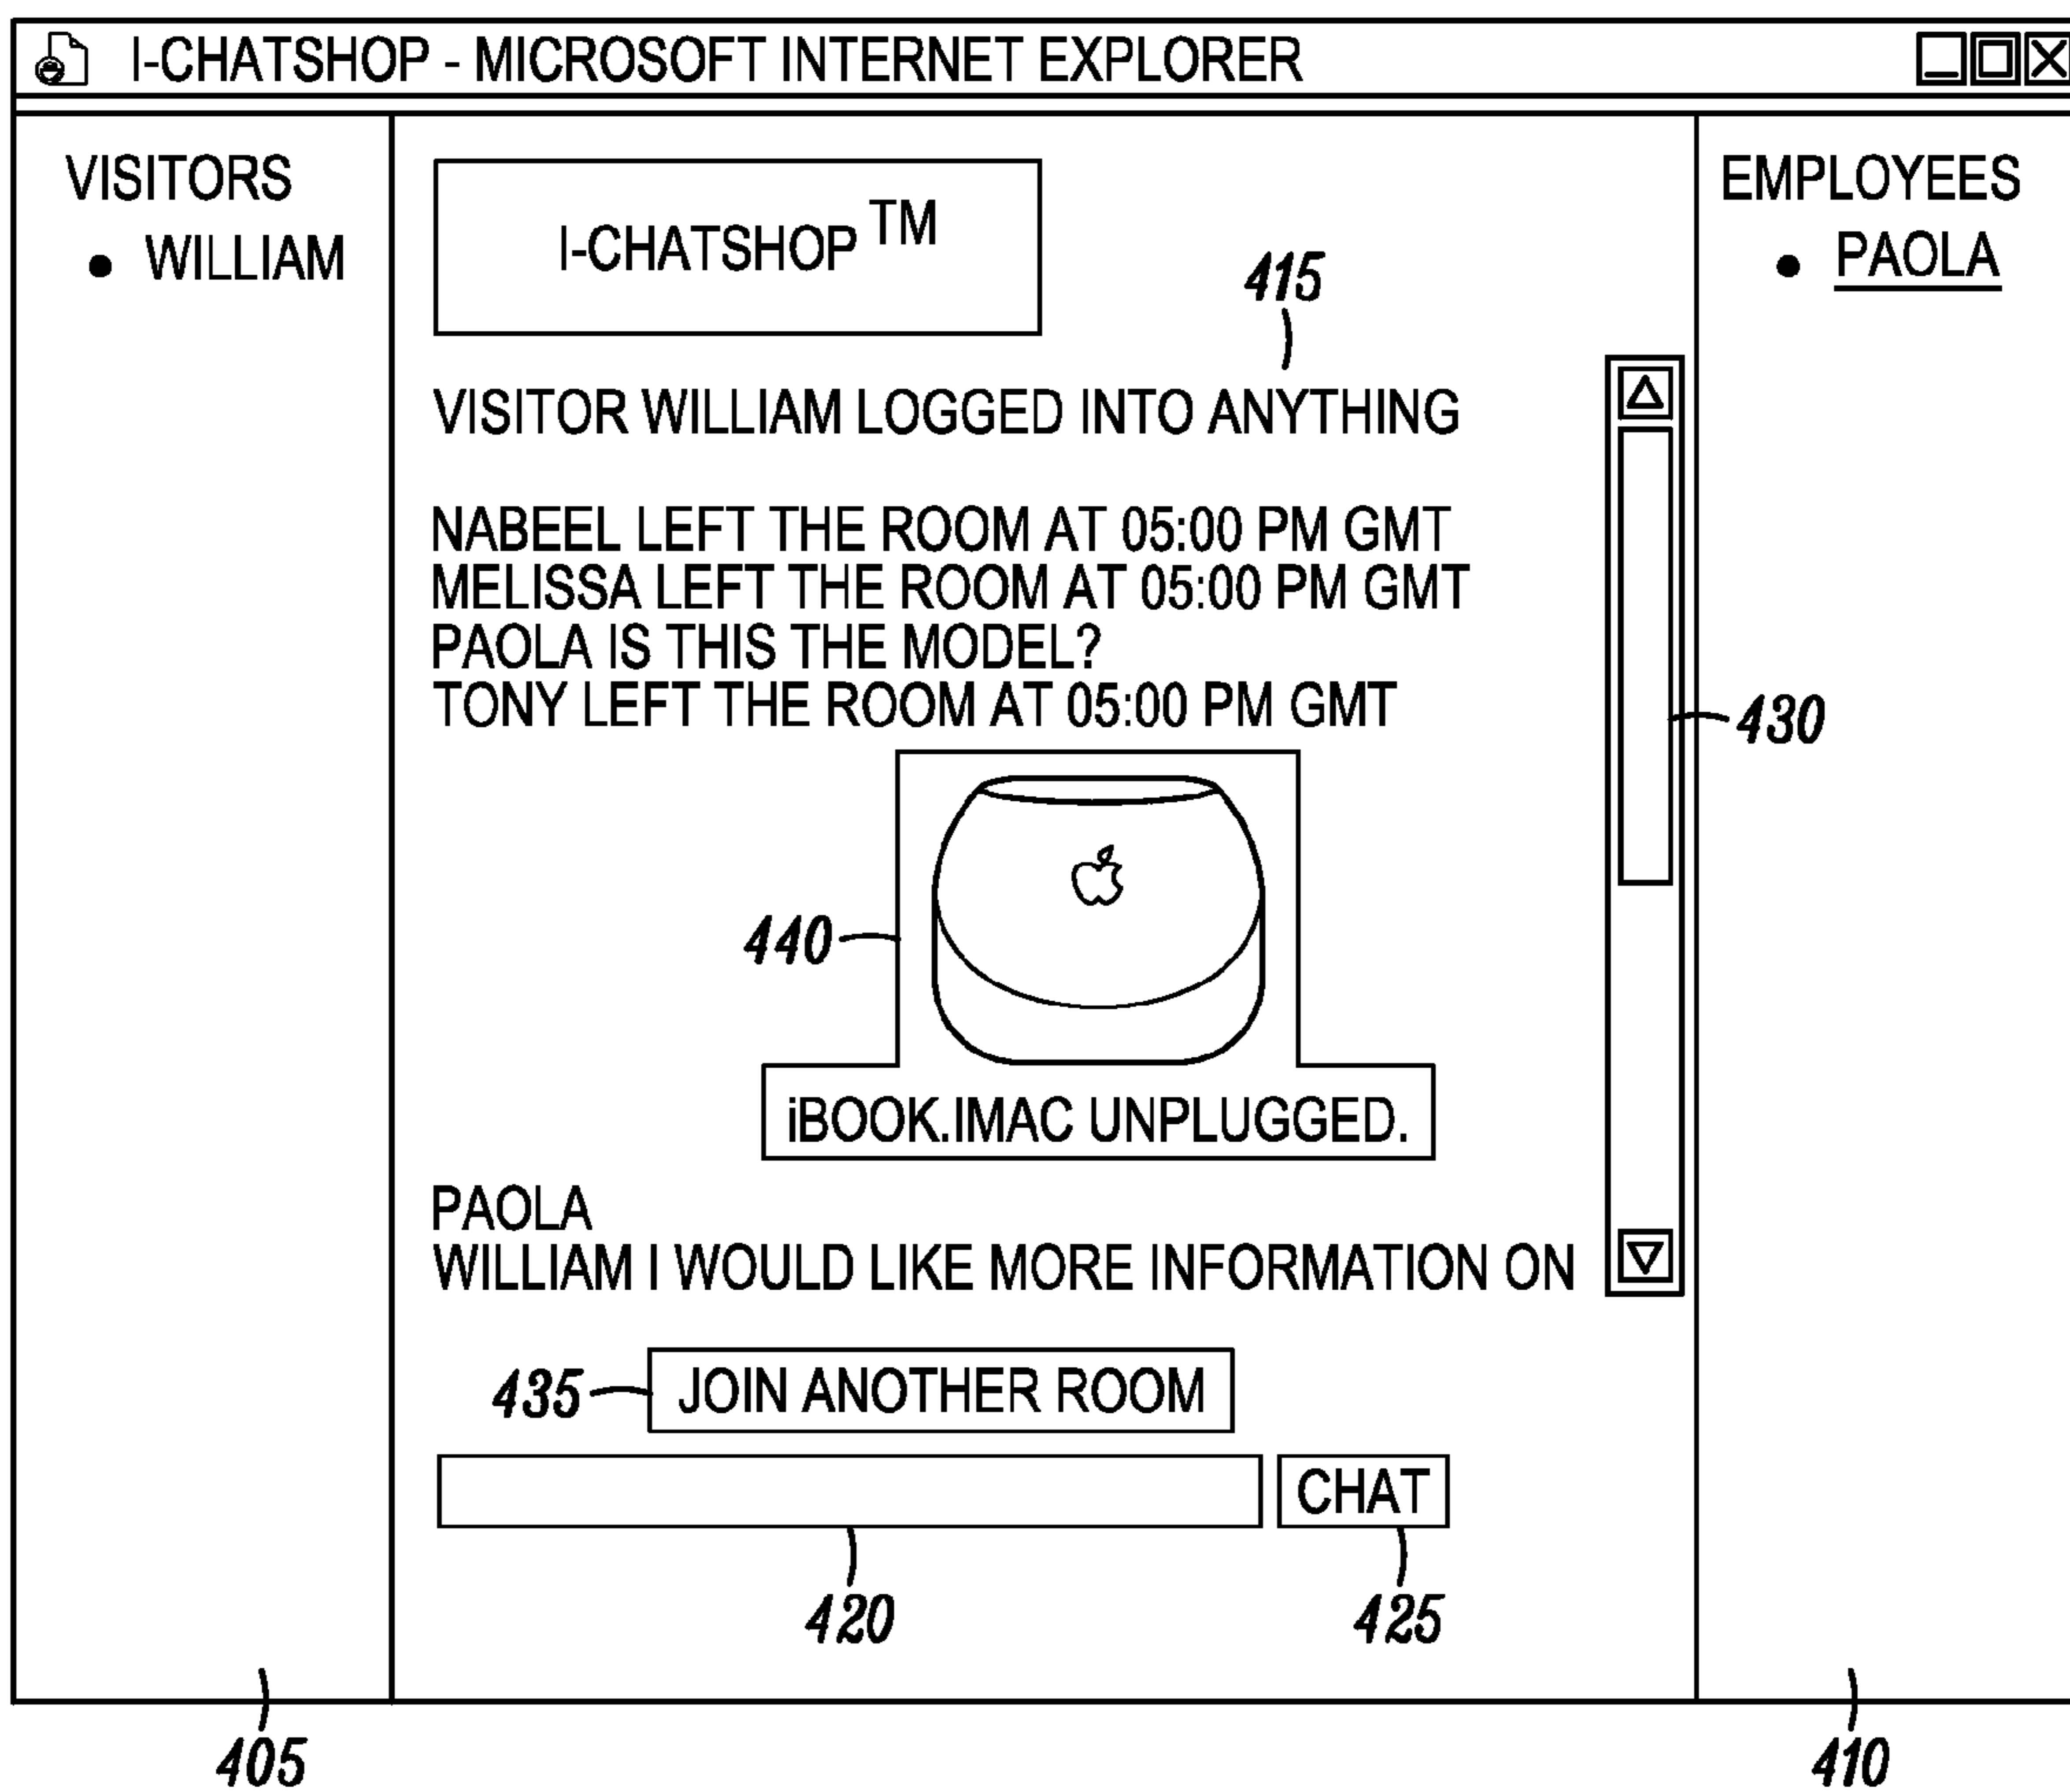 I-CHATSHOP - MICROSOFT INTERNET EXPLORER
VISITORS
• WILLIAM
I-CHATSHOP™
415
EMPLOYEES
• PAOLA
VISITOR WILLIAM LOGGED INTO ANYTHING
NABEEL LEFT THE ROOM AT 05:00 PM GMT
MELISSA LEFT THE ROOM AT 05:00 PM GMT
PAOLA IS THIS THE MODEL?
TONY LEFT THE ROOM AT 05:00 PM GMT
430
440
iBOOK.IMAC UNPLUGGED.
PAOLA
WILLIAM I WOULD LIKE MORE INFORMATION ON
435
JOIN ANOTHER ROOM
CHAT
420
425
405
410